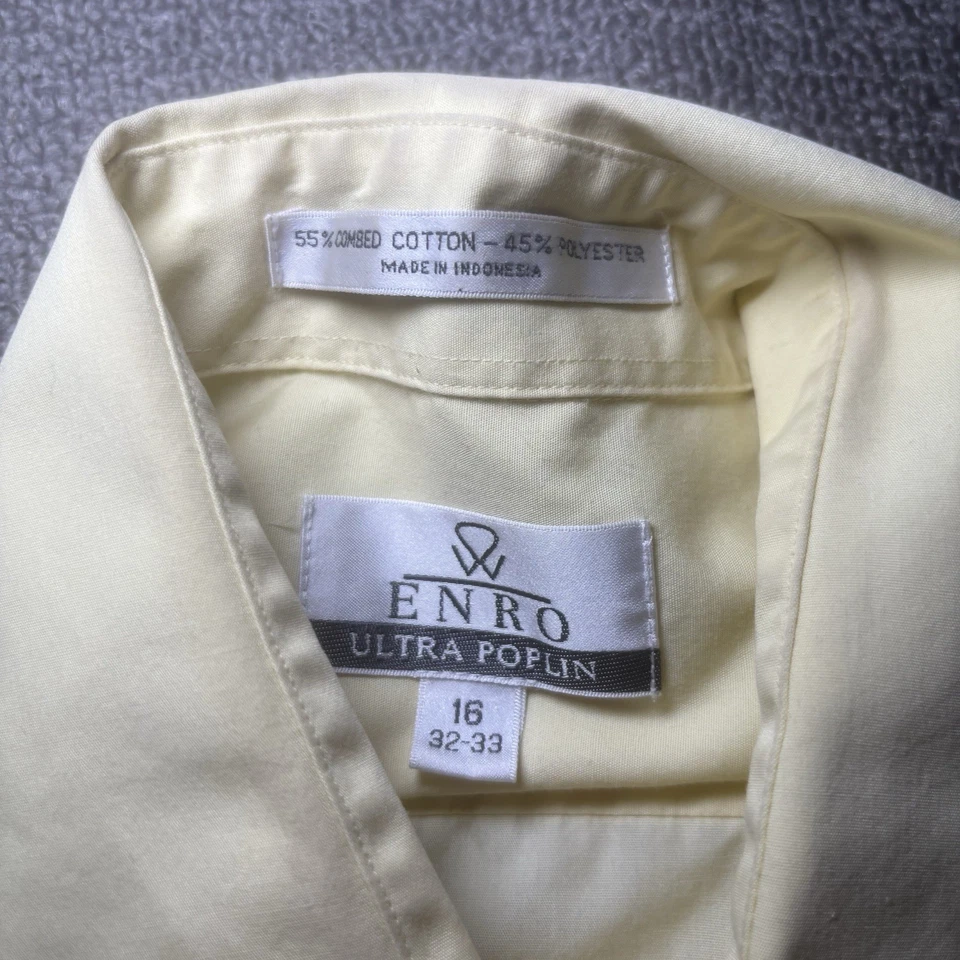 55% COMBED COTTON - 45% POLYESTER
MADE IN INDONESIA
ENRO
ULTRA POPLIN
16
32-33